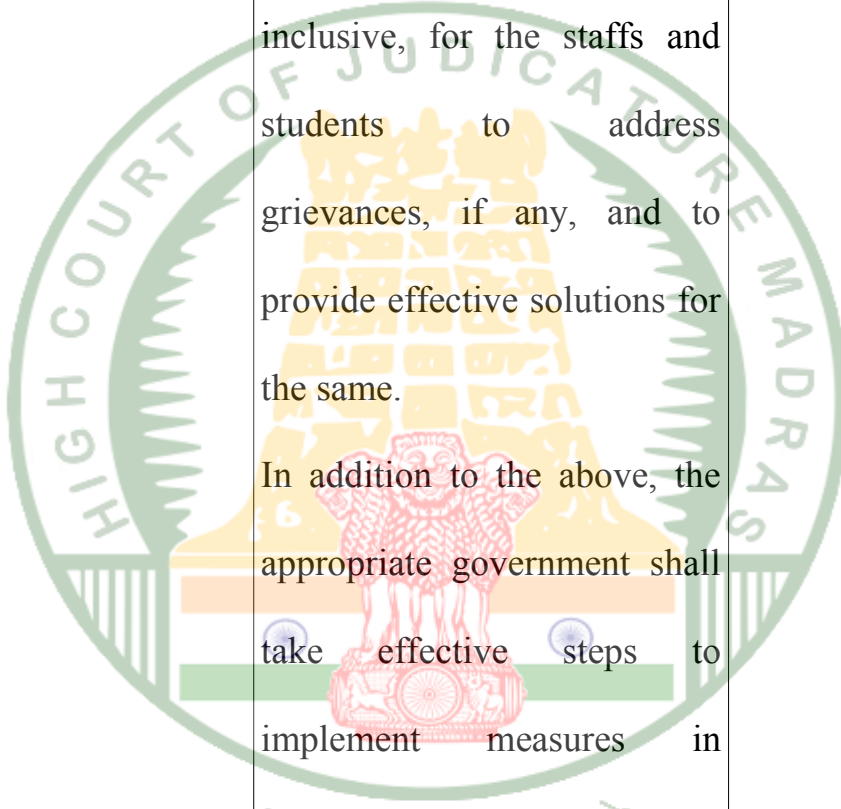 HIGH COURT OF JUDICATURE MADRAS
inclusive, for the staffs and
students to address
grievances, if any, and to
provide effective solutions for
the same.
In addition to the above, the
appropriate government shall
take effective steps to
implement measures in